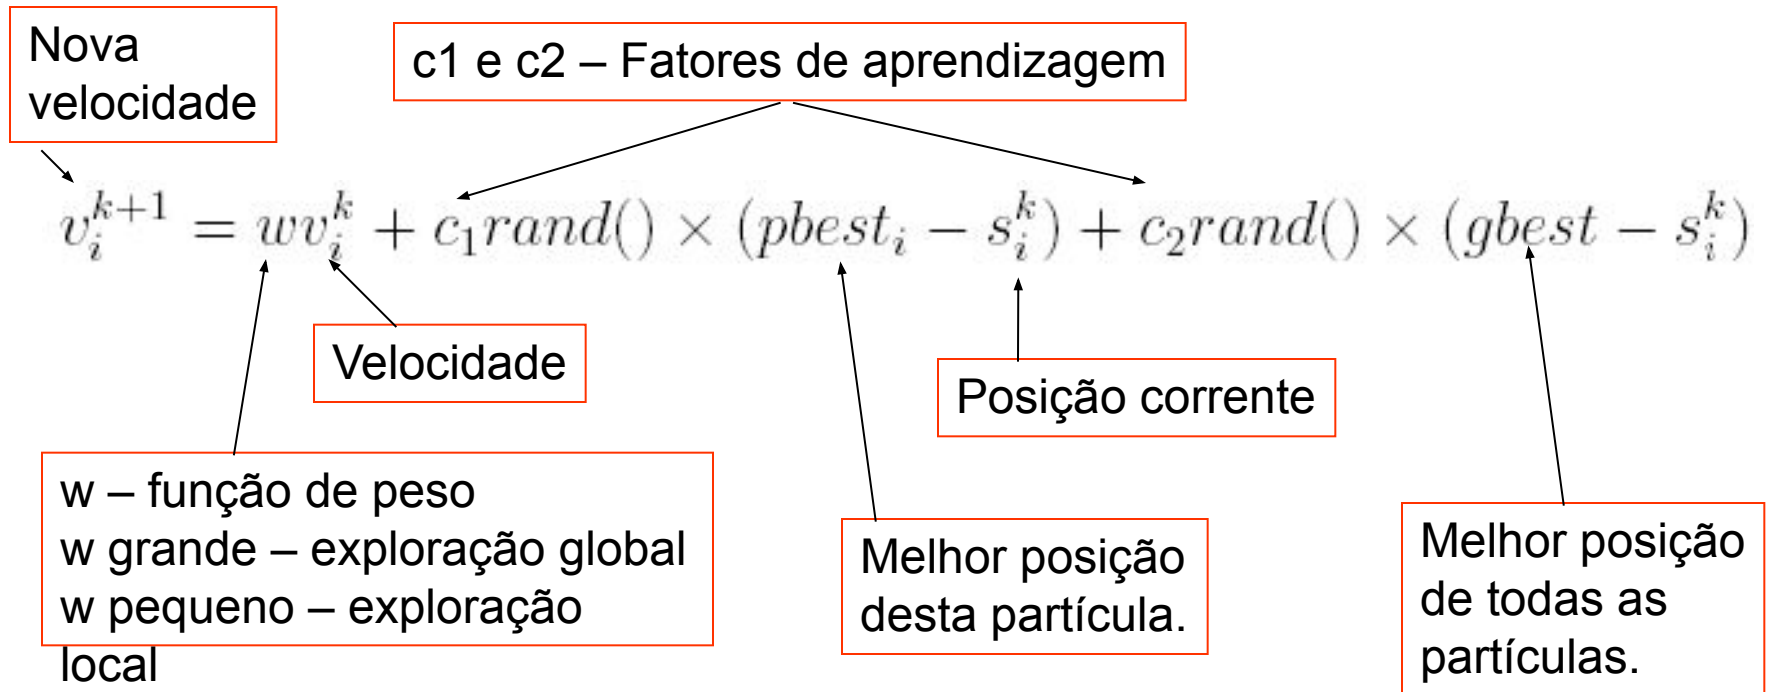 Nova
velocidade
c1 e c2 – Fatores de aprendizagem
v_i^{k+1} = wv_i^k + c_1rand() × (pbest_i − s_i^k) + c_2rand() × (gbest − s_i^k)
Velocidade
Posição corrente
w – função de peso
w grande – exploração global
w pequeno – exploração
local
Melhor posição
desta partícula.
Melhor posição
de todas as
partículas.